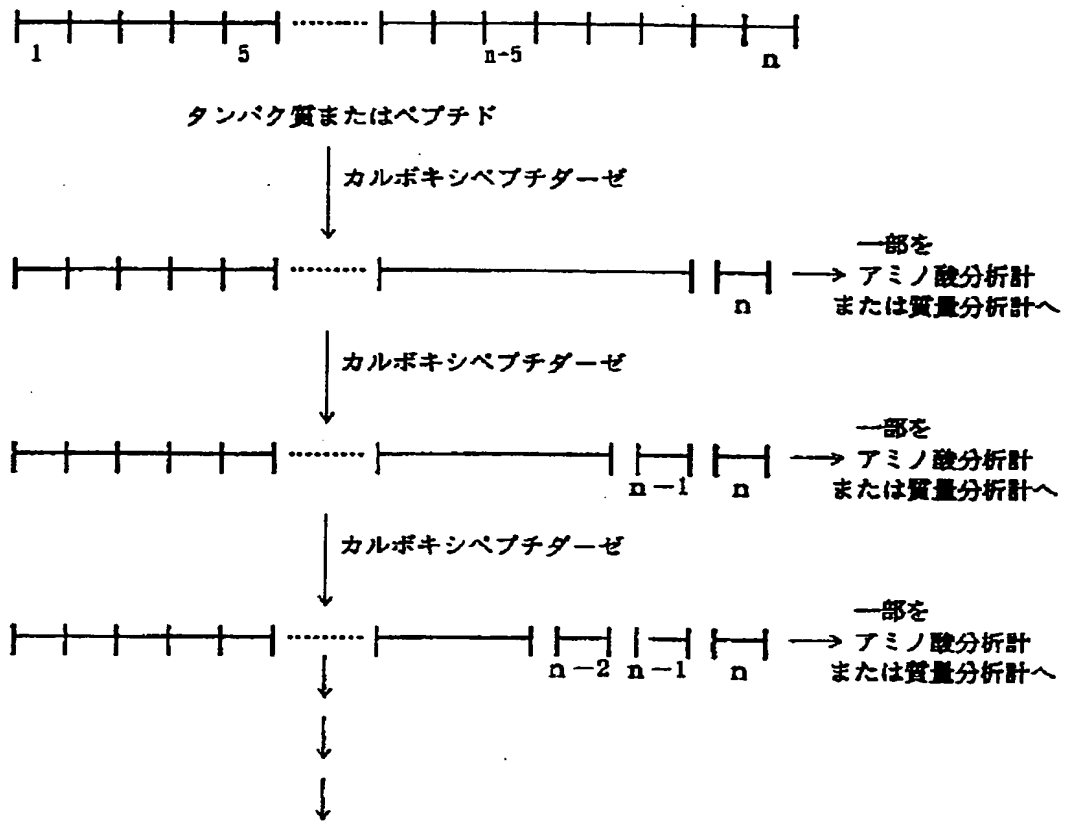 1 5 n-5 n
タンパク質またはペプチド
カルボキシペプチダーゼ
一部を
アミノ酸分析計
または質量分析計へ
n
カルボキシペプチダーゼ
一部を
アミノ酸分析計
または質量分析計へ
n-1 n
カルボキシペプチダーゼ
一部を
アミノ酸分析計
または質量分析計へ
n-2 n-1 n